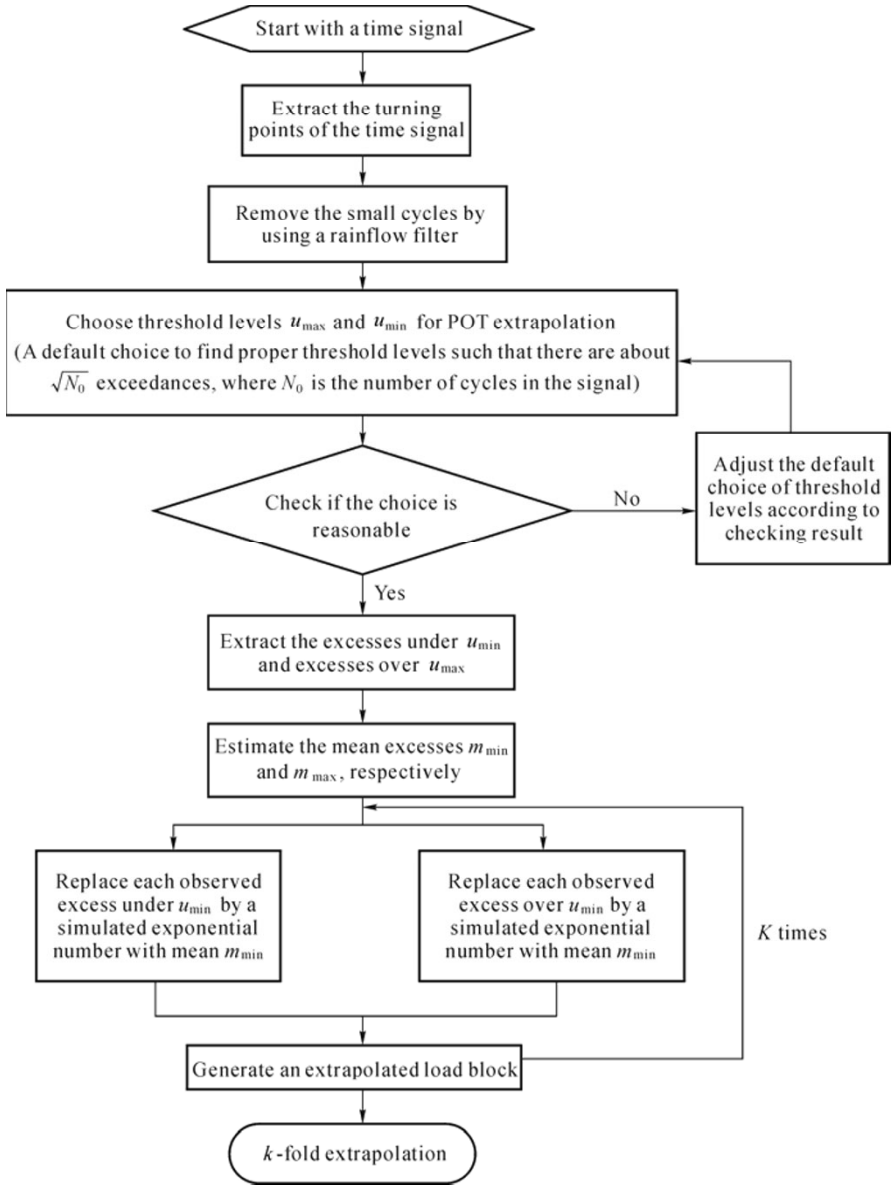 Start with a time signal
Extract the turning
points of the time signal
Remove the small cycles by
using a rainflow filter
Choose threshold levels u_max and u_min for POT extrapolation
(A default choice to find proper threshold levels such that there are about
√N₀ exceedances, where N₀ is the number of cycles in the signal)
Check if the choice is
reasonable
No
Adjust the default
choice of threshold
levels according to
checking result
Yes
Extract the excesses under u_min
and excesses over u_max
Estimate the mean excesses m_min
and m_max, respectively
Replace each observed
excess under u_min by a
simulated exponential
number with mean m_min
Replace each observed
excess over u_min by a
simulated exponential
number with mean m_min
K times
Generate an extrapolated load block
k-fold extrapolation